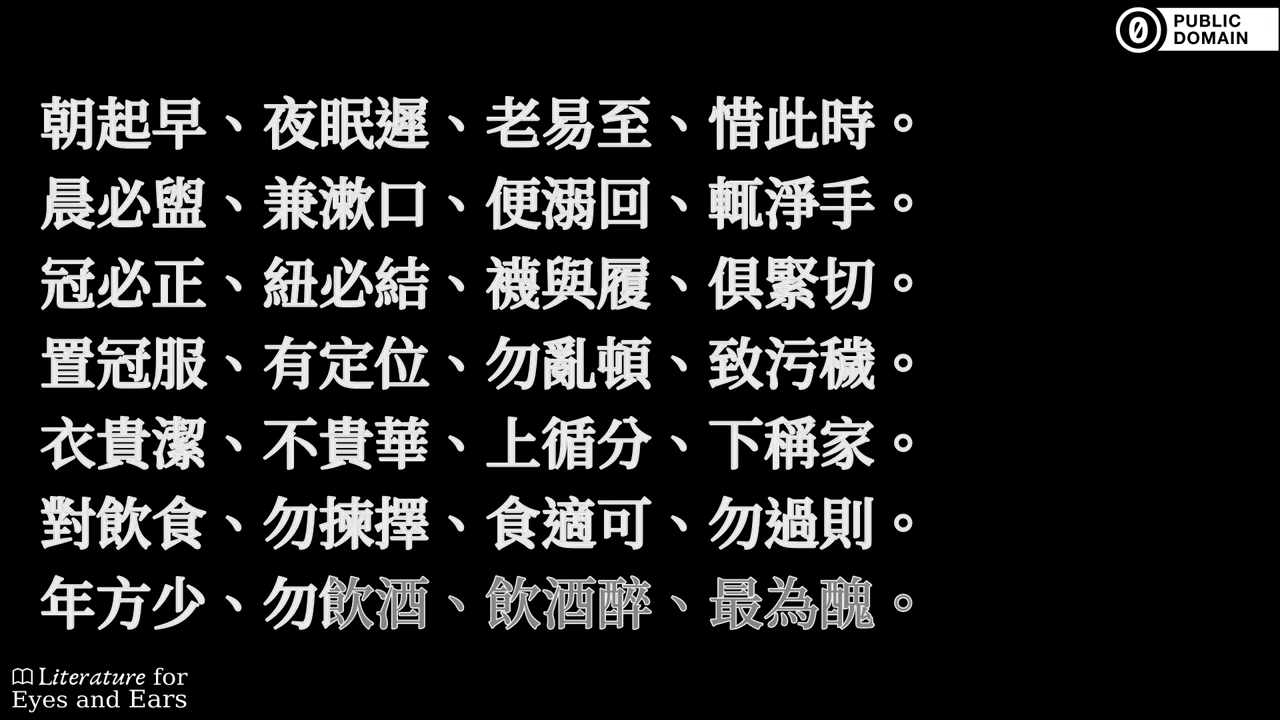 PUBLIC
DOMAIN
朝起早、夜眠遲、老易至、惜此時。
晨必盥、兼漱口、便溺回、輒淨手。
冠必正、紐必結、襪與履、俱緊切。
置冠服、有定位、勿亂頓、致污穢。
衣貴潔、不貴華、上循分、下稱家。
對飲食、勿揀擇、食適可、勿過則。
年方少、勿飲酒、飲酒醉、最為醜。
Literature for
Eyes and Ears